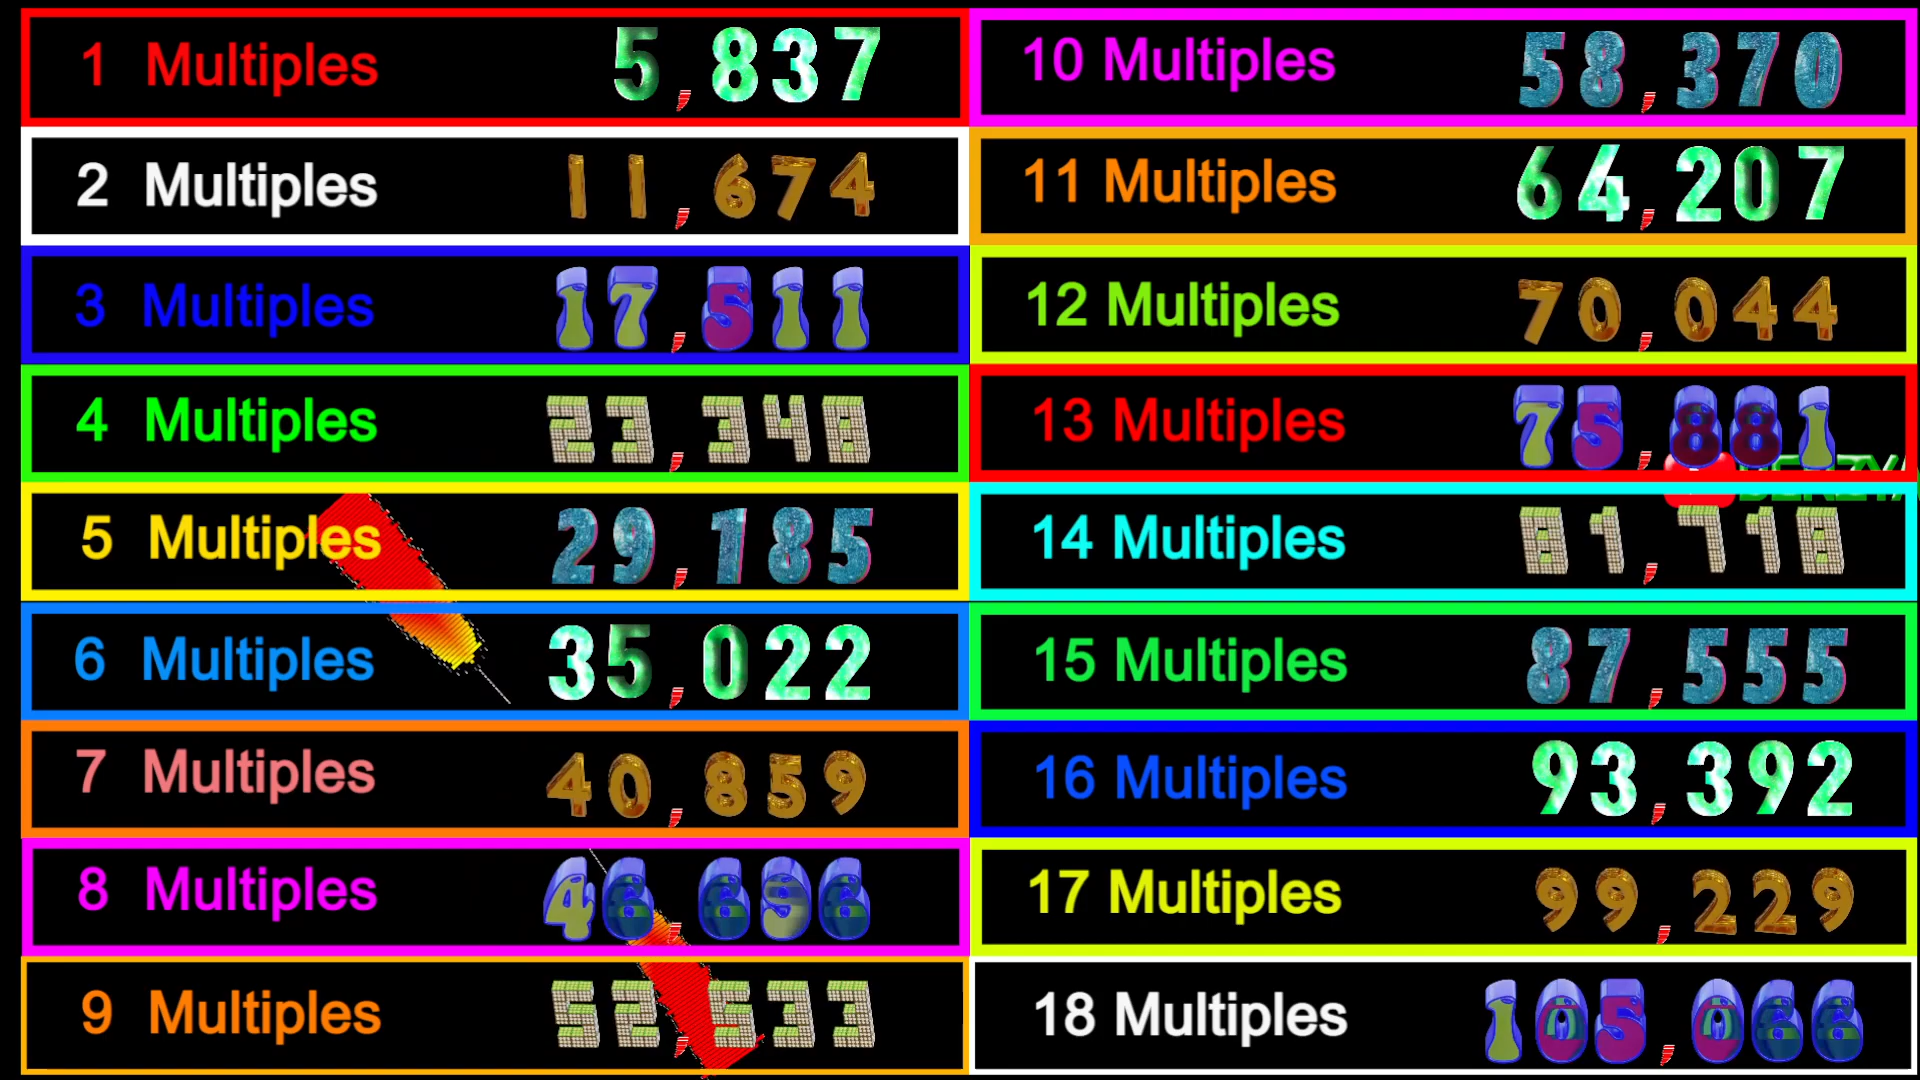 1 Multiples 5,837
2 Multiples 11,674
3 Multiples 17,511
4 Multiples 23,348
5 Multiples 29,185
6 Multiples 35,022
7 Multiples 40,859
8 Multiples 46,696
9 Multiples 52,533
10 Multiples 58,370
11 Multiples 64,207
12 Multiples 70,044
13 Multiples 75,881
14 Multiples 81,718
15 Multiples 87,555
16 Multiples 93,392
17 Multiples 99,229
18 Multiples 105,066